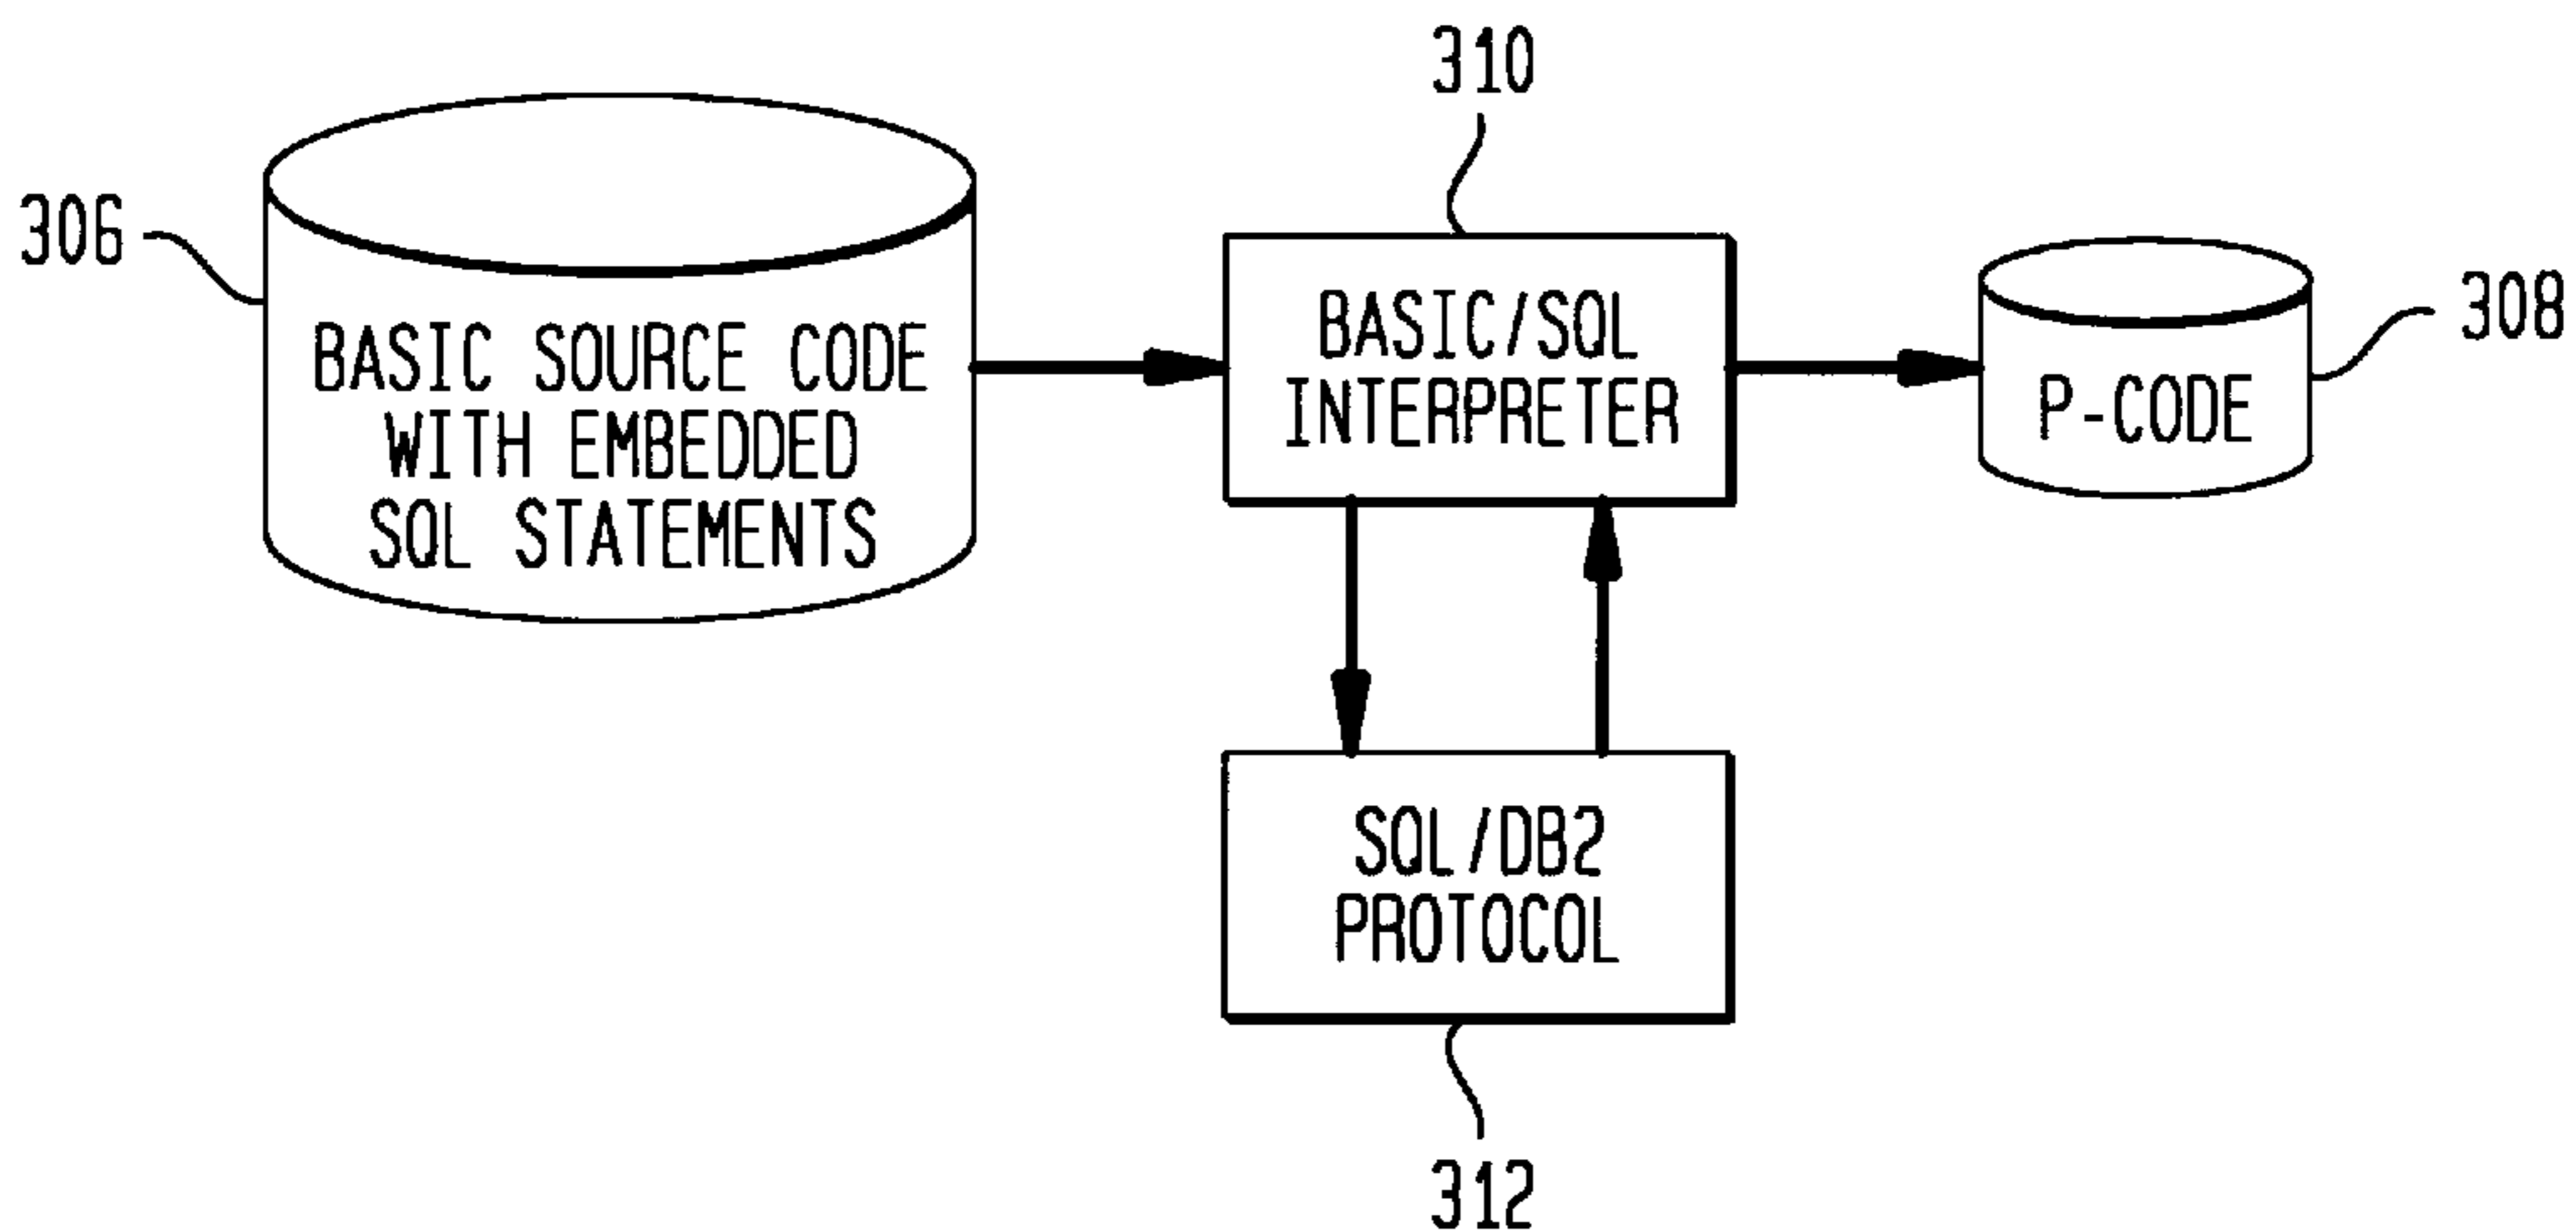 310
306
BASIC SOURCE CODE
WITH EMBEDDED
SQL STATEMENTS
BASIC/SQL
INTERPRETER
308
P-CODE
SQL/DB2
PROTOCOL
312